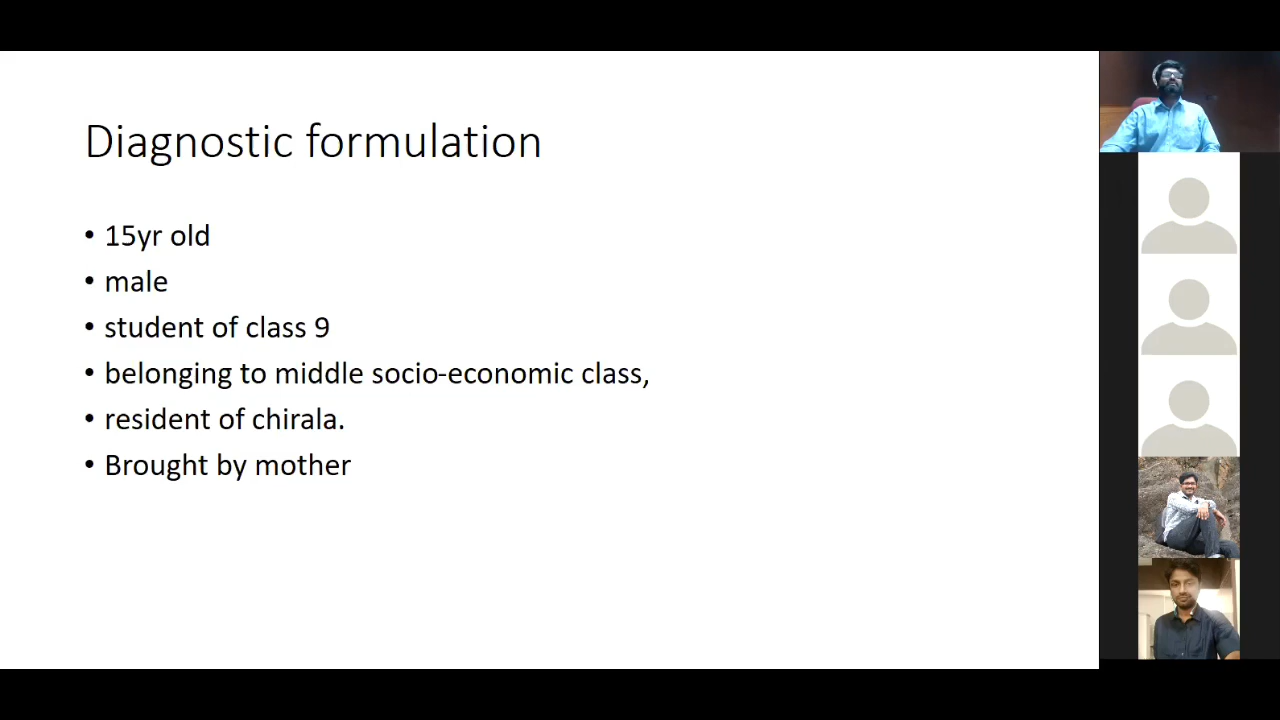 Diagnostic formulation
• 15yr old
• male
• student of class 9
• belonging to middle socio-economic class,
• resident of chirala.
• Brought by mother